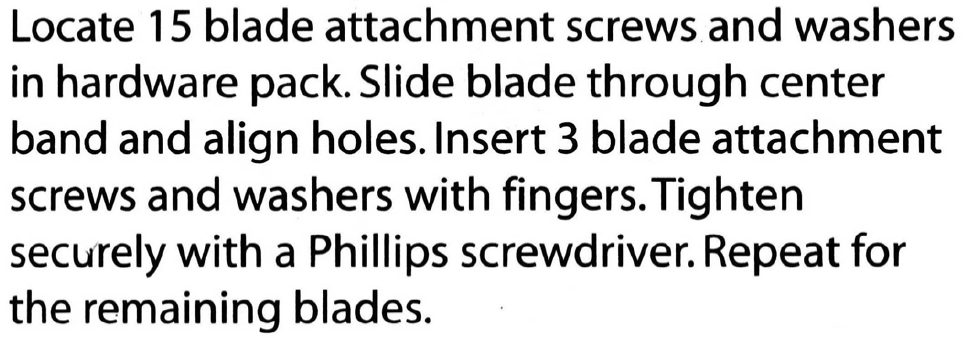 Locate 15 blade attachment screws and washers
in hardware pack. Slide blade through center
band and align holes. Insert 3 blade attachment
screws and washers with fingers. Tighten
securely with a Phillips screwdriver. Repeat for
the remaining blades.